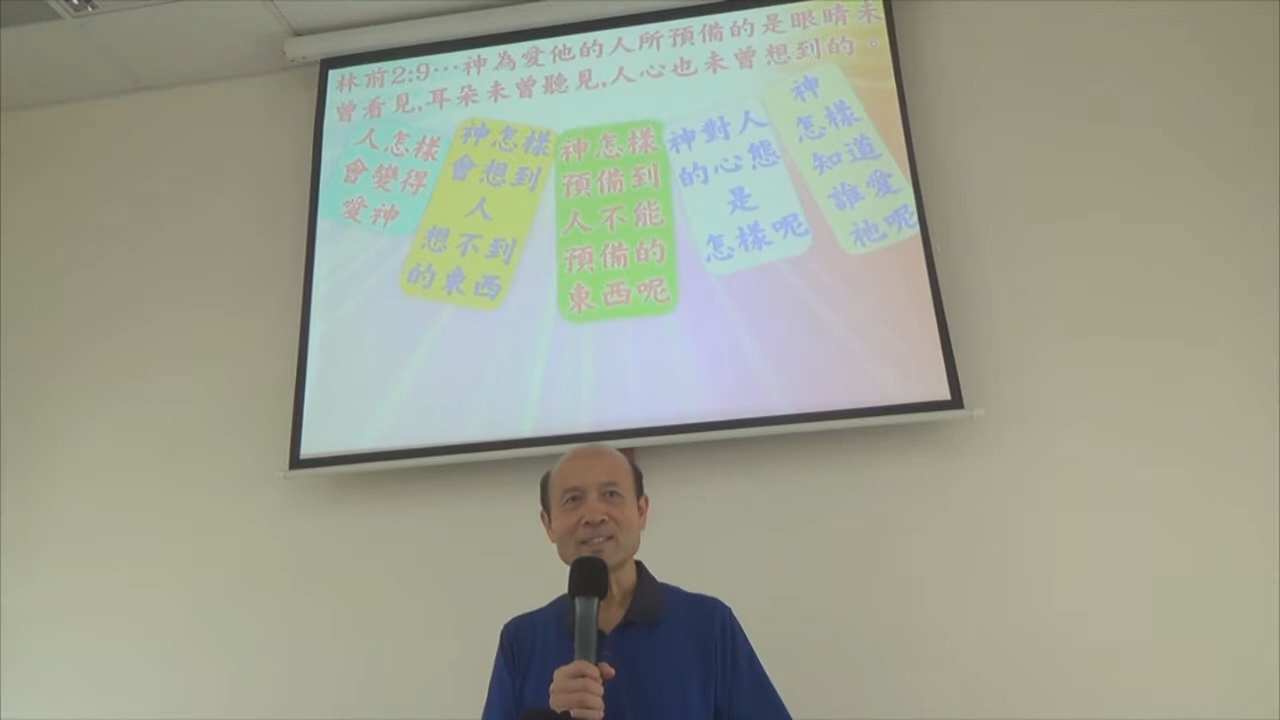 林前2:9…神為愛他的人所預備的是眼睛未
曾看見,耳朵未曾聽見,人心也未曾想到的。
人怎樣
會變得
愛神
神怎樣
會想到
人
想不到
的東西
神怎樣
預備到
人不能
預備的
東西呢
神對人
的心態
是
怎樣呢
神
怎樣
知道
誰愛
祂呢